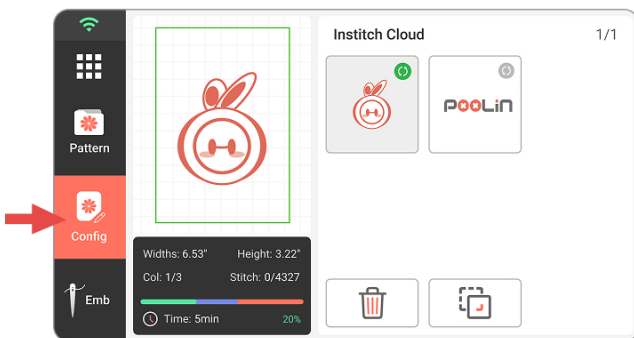 Institch Cloud
1/1
POOLIN
Pattern
Config
Emb
Widths: 6.53" Height: 3.22"
Col: 1/3 Stitch: 0/4327
Time: 5min 20%